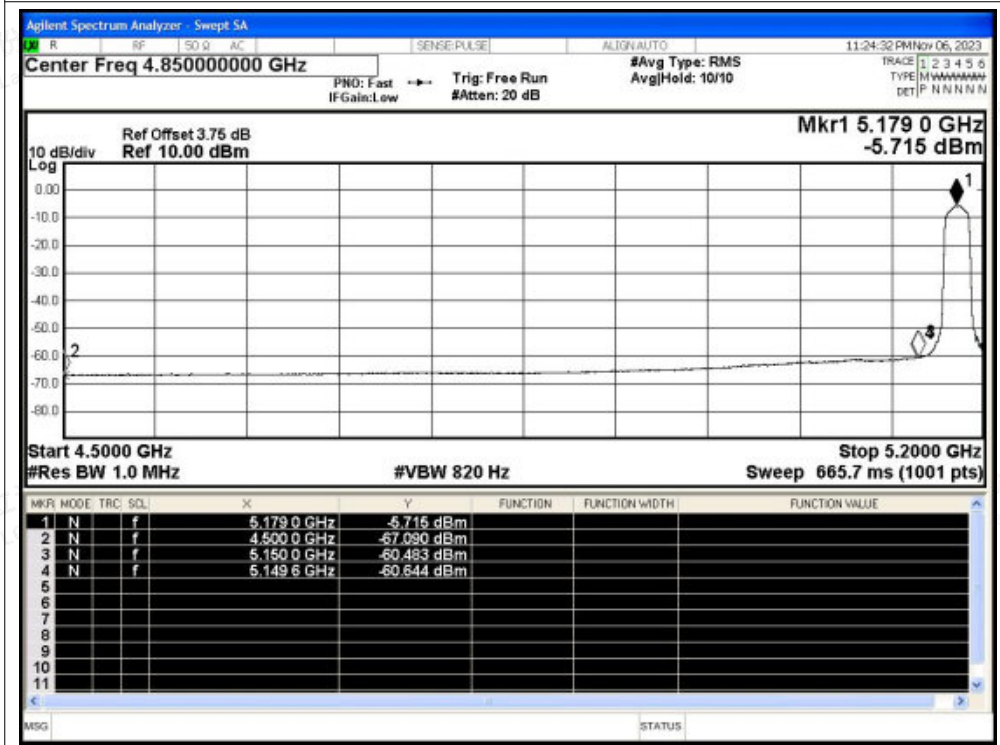 Agilent Spectrum Analyzer - Swept SA
LXI R RF 50 Ω AC SENSE:PULSE ALIGN AUTO 11:24:32 PM Nov 06, 2023
Center Freq 4.850000000 GHz
PNO: Fast
IFGain:Low
Trig: Free Run
#Atten: 20 dB
#Avg Type: RMS
Avg|Hold: 10/10
TRACE 1 2 3 4 5 6
TYPE M WWWWW
DET P N N N N N
Mkr1 5.179 0 GHz
-5.715 dBm
Ref Offset 3.75 dB
10 dB/div Ref 10.00 dBm
Log
0.00
-10.0
-20.0
-30.0
-40.0
-50.0
-60.0
-70.0
-80.0
1
2
Start 4.5000 GHz Stop 5.2000 GHz
#Res BW 1.0 MHz #VBW 820 Hz Sweep 665.7 ms (1001 pts)
MKR MODE TRC SCL X Y FUNCTION FUNCTION WIDTH FUNCTION VALUE
1 N f 5.179 0 GHz -5.715 dBm
2 N f 4.500 0 GHz -67.090 dBm
3 N f 5.150 0 GHz -60.483 dBm
4 N f 5.149 6 GHz -60.644 dBm
5
6
7
8
9
10
11
MSG STATUS